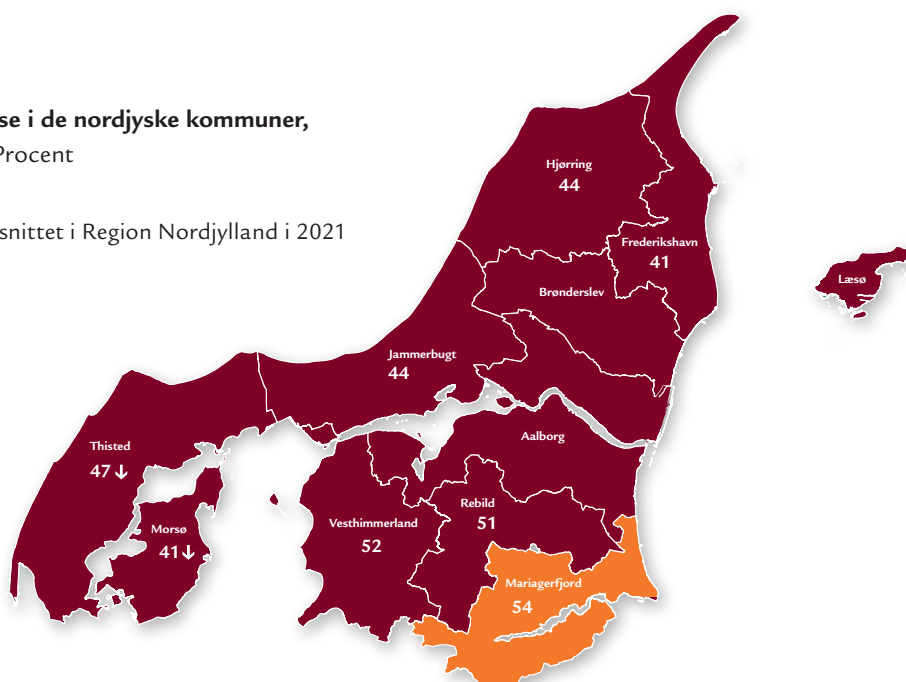 se i de nordjyske kommuner,
Procent
snittet i Region Nordjylland i 2021
Hjørring
44
Frederikshavn
41
Læsø
Brønderslev
Jammerbugt
44
Aalborg
Thisted
47 ↓
Rebild
51
Vesthimmerland
52
Morsø
41 ↓
Mariagerfjord
54